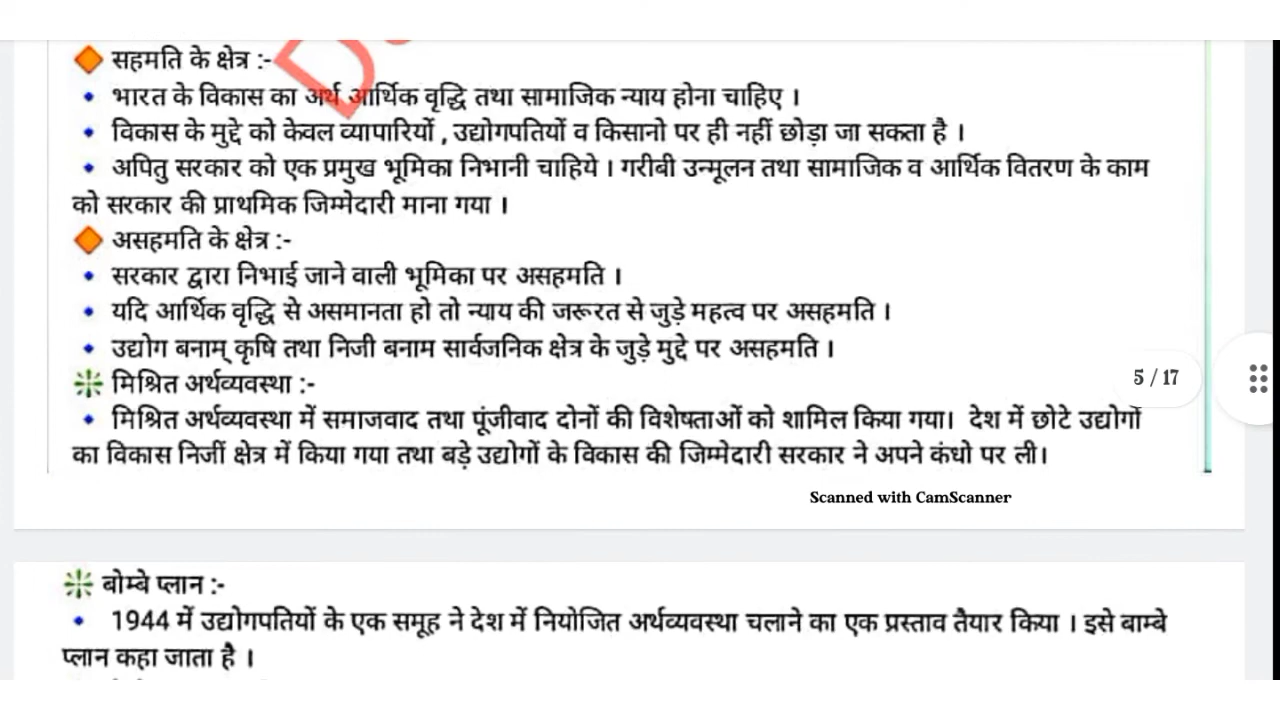 सहमति के क्षेत्र :-
• भारत के विकास का अर्थ आर्थिक वृद्धि तथा सामाजिक न्याय होना चाहिए ।
• विकास के मुद्दे को केवल व्यापारियों , उद्योगपतियों व किसानो पर ही नहीं छोड़ा जा सकता है ।
• अपितु सरकार को एक प्रमुख भूमिका निभानी चाहिये । गरीबी उन्मूलन तथा सामाजिक व आर्थिक वितरण के काम
को सरकार की प्राथमिक जिम्मेदारी माना गया ।
असहमति के क्षेत्र :-
• सरकार द्वारा निभाई जाने वाली भूमिका पर असहमति ।
• यदि आर्थिक वृद्धि से असमानता हो तो न्याय की जरूरत से जुड़े महत्व पर असहमति ।
• उद्योग बनाम् कृषि तथा निजी बनाम सार्वजनिक क्षेत्र के जुड़े मुद्दे पर असहमति ।
मिश्रित अर्थव्यवस्था :-
5 / 17
• मिश्रित अर्थव्यवस्था में समाजवाद तथा पूंजीवाद दोनों की विशेषताओं को शामिल किया गया। देश में छोटे उद्योगों
का विकास निजीं क्षेत्र में किया गया तथा बड़े उद्योगों के विकास की जिम्मेदारी सरकार ने अपने कंधो पर ली।
Scanned with CamScanner
बोम्बे प्लान :-
• 1944 में उद्योगपतियों के एक समूह ने देश में नियोजित अर्थव्यवस्था चलाने का एक प्रस्ताव तैयार किया । इसे बाम्बे
प्लान कहा जाता है ।